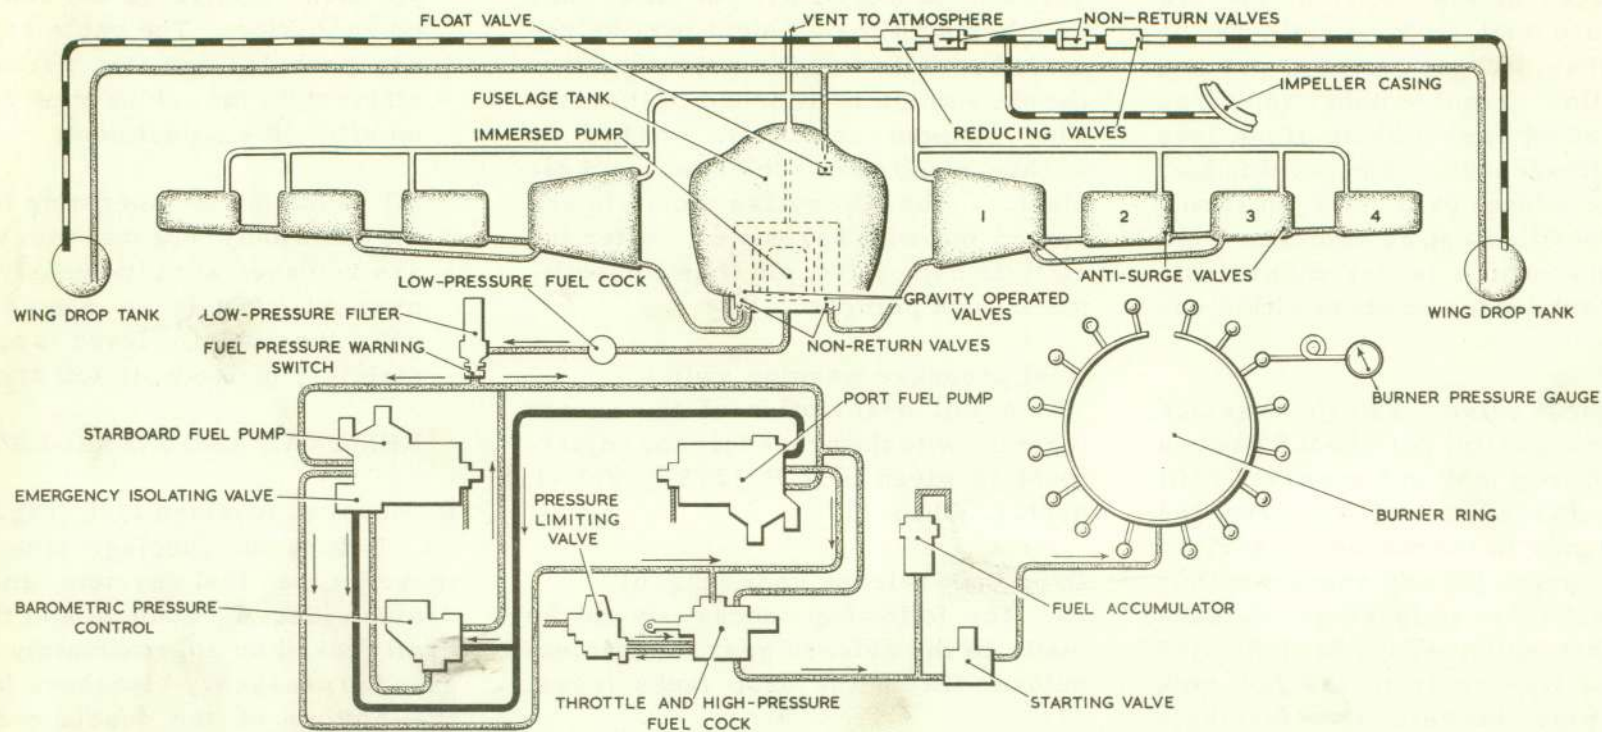 FLOAT VALVE
VENT TO ATMOSPHERE
NON-RETURN VALVES
FUSELAGE TANK
IMPELLER CASING
IMMERSED PUMP
REDUCING VALVES
1
2
3
4
LOW-PRESSURE FUEL COCK
ANTI-SURGE VALVES
GRAVITY OPERATED
VALVES
WING DROP TANK
LOW-PRESSURE FILTER
WING DROP TANK
FUEL PRESSURE WARNING
SWITCH
NON-RETURN VALVES
PORT FUEL PUMP
BURNER PRESSURE GAUGE
STARBOARD FUEL PUMP
EMERGENCY ISOLATING VALVE
PRESSURE
LIMITING
VALVE
BURNER RING
BAROMETRIC PRESSURE
CONTROL
FUEL ACCUMULATOR
THROTTLE AND HIGH-PRESSURE
FUEL COCK
STARTING VALVE